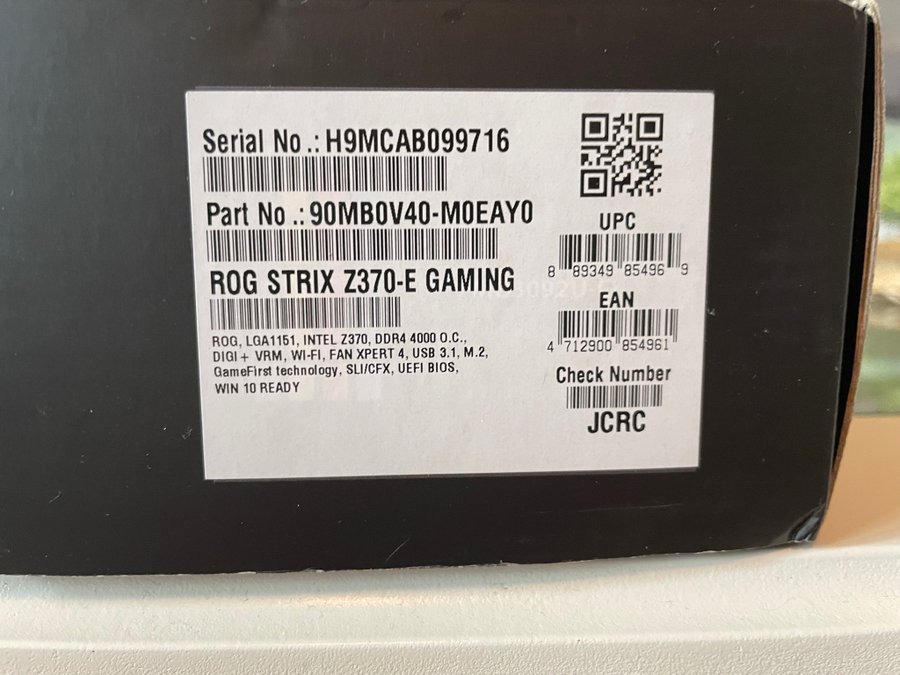 Serial No.: H9MCAB099716
Part No.: 90MB0V40-M0EAY0
ROG STRIX Z370-E GAMING
ROG, LGA1151, INTEL Z370, DDR4 4000 O.C.,
DIGI+ VRM, WI-FI, FAN XPERT 4, USB 3.1, M.2,
GameFirst technology, SLI/CFX, UEFI BIOS,
WIN 10 READY
UPC
8 89349 85496 9
EAN
4 712900 854961
Check Number
JCRC